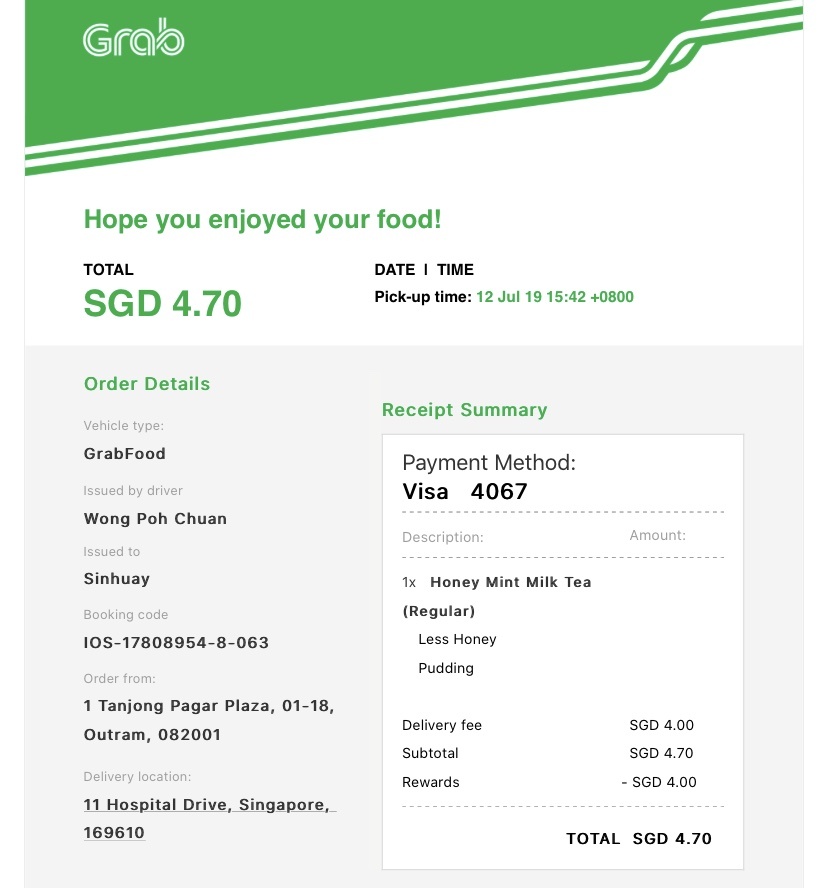 Grab
Hope you enjoyed your food!
TOTAL
SGD 4.70
DATE | TIME
Pick-up time: 12 Jul 19 15:42 +0800
Order Details
Vehicle type:
GrabFood
Issued by driver
Wong Poh Chuan
Issued to
Sinhuay
Booking code
IOS-17808954-8-063
Order from:
1 Tanjong Pagar Plaza, 01-18,
Outram, 082001
Delivery location:
11 Hospital Drive, Singapore,
169610
Receipt Summary
Payment Method:
Visa 4067
Description: Amount:
1x Honey Mint Milk Tea
(Regular)
Less Honey
Pudding
Delivery fee SGD 4.00
Subtotal SGD 4.70
Rewards - SGD 4.00
TOTAL SGD 4.70